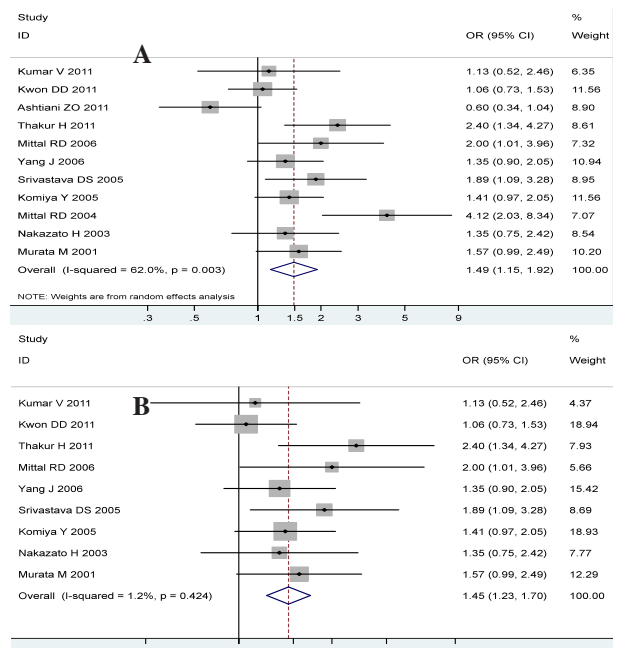 Study %
ID OR (95% CI) Weight
A
Kumar V 2011 1.13 (0.52, 2.46) 6.35
Kwon DD 2011 1.06 (0.73, 1.53) 11.56
Ashtiani ZO 2011 0.60 (0.34, 1.04) 8.90
Thakur H 2011 2.40 (1.34, 4.27) 8.61
Mittal RD 2006 2.00 (1.01, 3.96) 7.32
Yang J 2006 1.35 (0.90, 2.05) 10.94
Srivastava DS 2005 1.89 (1.09, 3.28) 8.95
Komiya Y 2005 1.41 (0.97, 2.05) 11.56
Mittal RD 2004 4.12 (2.03, 8.34) 7.07
Nakazato H 2003 1.35 (0.75, 2.42) 8.54
Murata M 2001 1.57 (0.99, 2.49) 10.20
Overall (I-squared = 62.0%, p = 0.003) 1.49 (1.15, 1.92) 100.00
NOTE: Weights are from random effects analysis
.3 .5 1 1.5 2 3 5 9
Study %
ID OR (95% CI) Weight
B
Kumar V 2011 1.13 (0.52, 2.46) 4.37
Kwon DD 2011 1.06 (0.73, 1.53) 18.94
Thakur H 2011 2.40 (1.34, 4.27) 7.93
Mittal RD 2006 2.00 (1.01, 3.96) 5.66
Yang J 2006 1.35 (0.90, 2.05) 15.42
Srivastava DS 2005 1.89 (1.09, 3.28) 8.69
Komiya Y 2005 1.41 (0.97, 2.05) 18.93
Nakazato H 2003 1.35 (0.75, 2.42) 7.77
Murata M 2001 1.57 (0.99, 2.49) 12.29
Overall (I-squared = 1.2%, p = 0.424) 1.45 (1.23, 1.70) 100.00